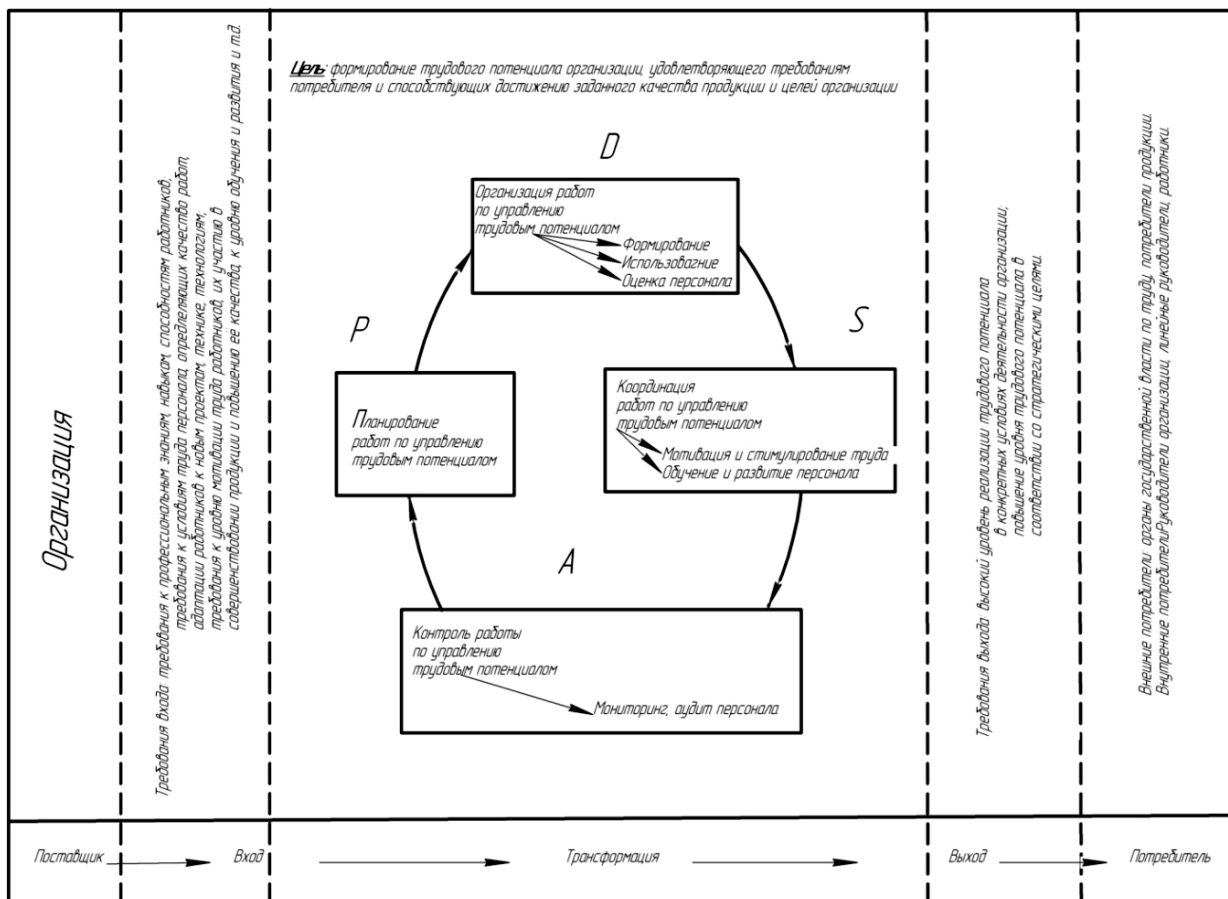 Организация
Требования входа: требования к профессиональным знаниям, навыкам, способностям работников,
требования к условиям труда персонала, определяющих качество работ,
адаптации работников к новым проектам, технике, технологиям,
требования к уровню мотивации труда работников, их участию в
совершенствовании продукции и повышению ее качества, к уровню обучения и развития и т.д.
Цель: формирование трудового потенциала организации, удовлетворяющего требованиям
потребителя и способствующих достижению заданного качества продукции и целей организации
D
Организация работ
по управлению
трудовым потенциалом
Формирование
Использовагние
Оценка персонала
P
S
Планирование
работ по управлению
трудовым потенциалом
Координация
работ по управлению
трудовым потенциалом
Мотивация и стимулирование труда
Обучение и развитие персонала
A
Контроль работы
по управлению
трудовым потенциалом
Мониторинг, аудит персонала
Требования выхода: высокий уровень реализации трудового потенциала
в конкретных условиях деятельности организации;
повышение уровня трудового потенциала в
соответствии со стратегическими целями.
Внешние потребители: органы государственной власти по труду, потребители продукции.
Внутренние потребителиРуководители организации, линейные руководители, работники.
Поставщик Вход Трансформация Выход Потребитель